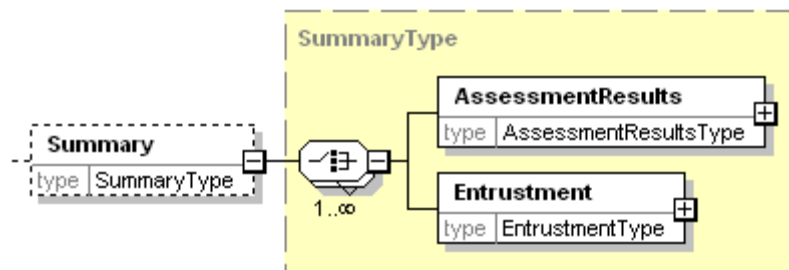 SummaryType
AssessmentResults
type AssessmentResultsType
Summary
type SummaryType
1..∞
Entrustment
type EntrustmentType